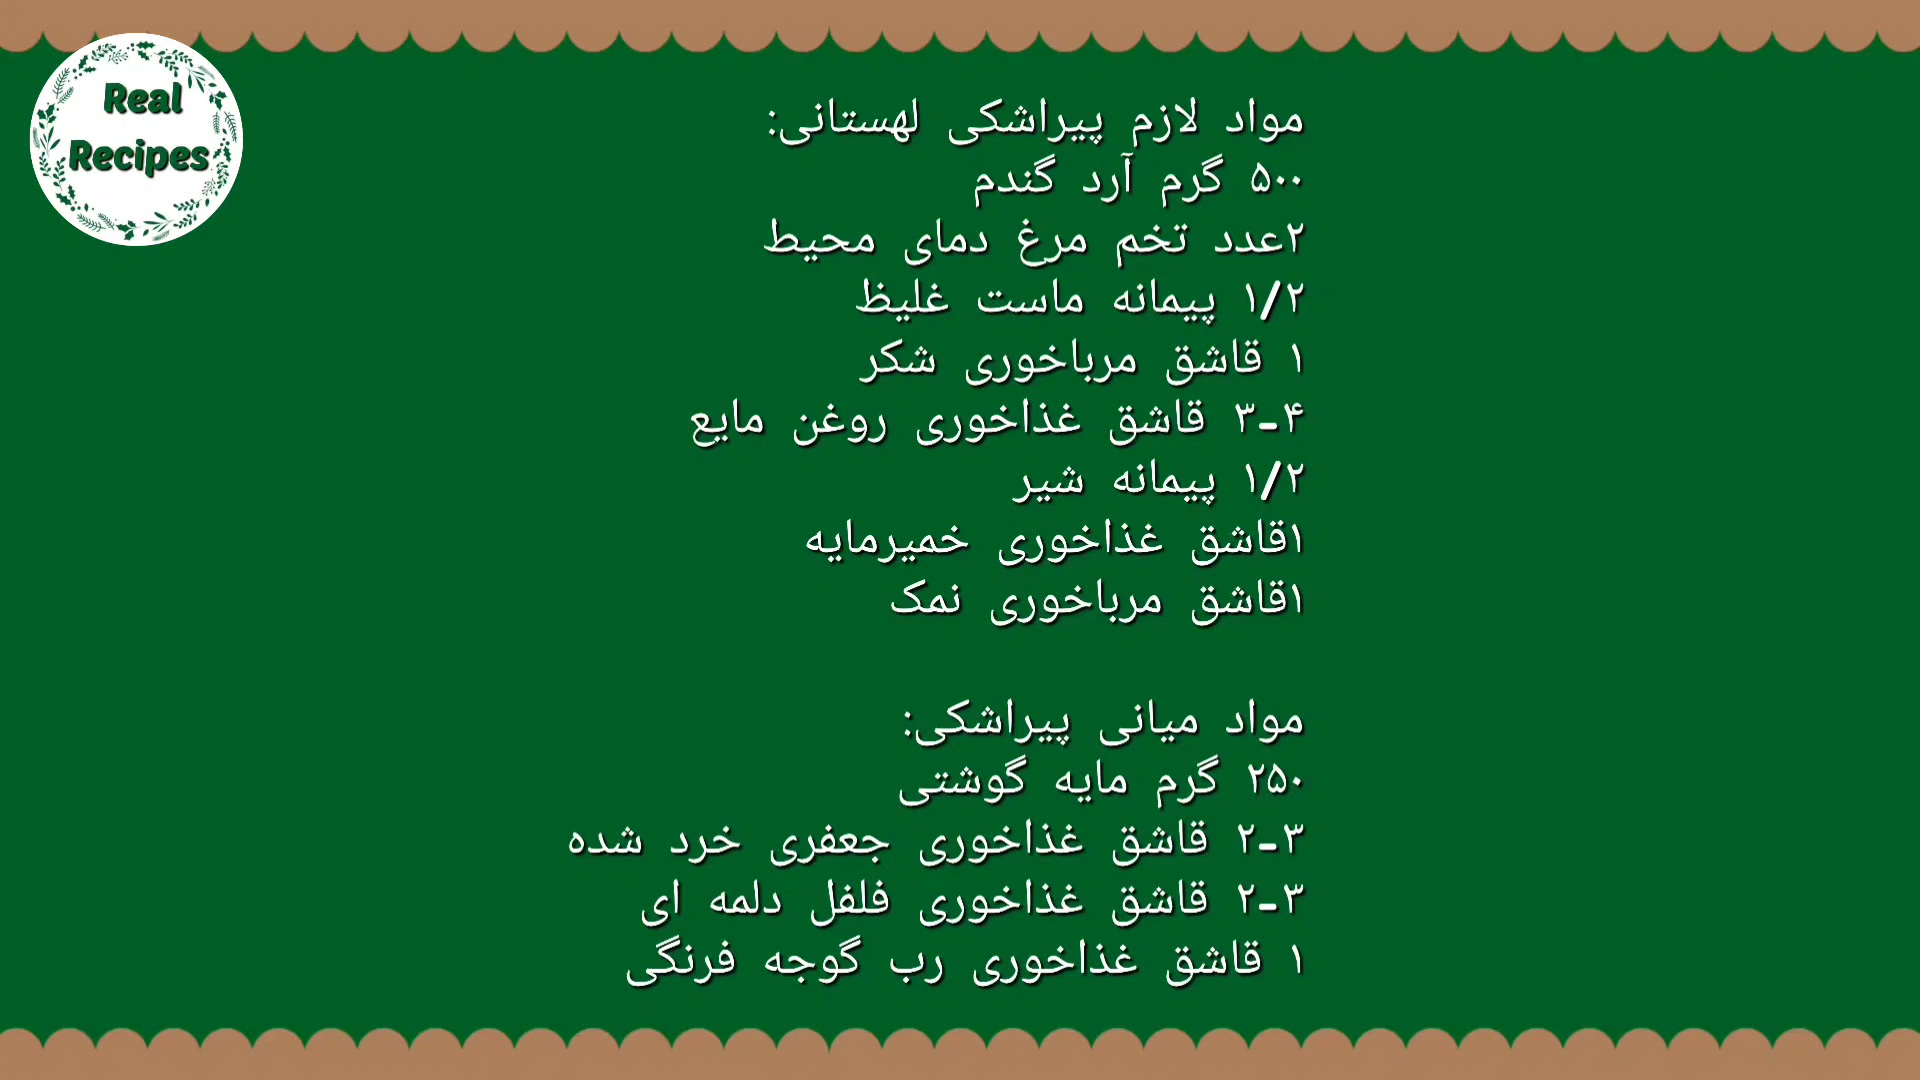 Real
Recipes
مواد لازم پیراشکی لهستانی:
۵۰۰ گرم آرد گندم
۲عدد تخم مرغ دمای محیط
۱/۲ پیمانه ماست غلیظ
۱ قاشق مرباخوری شکر
۳-۴ قاشق غذاخوری روغن مایع
۱/۲ پیمانه شیر
۱قاشق غذاخوری خمیرمایه
۱قاشق مرباخوری نمک
مواد میانی پیراشکی:
۲۵۰ گرم مایه گوشتی
۲-۳ قاشق غذاخوری جعفری خرد شده
۲-۳ قاشق غذاخوری فلفل دلمه ای
۱ قاشق غذاخوری رب گوجه فرنگی